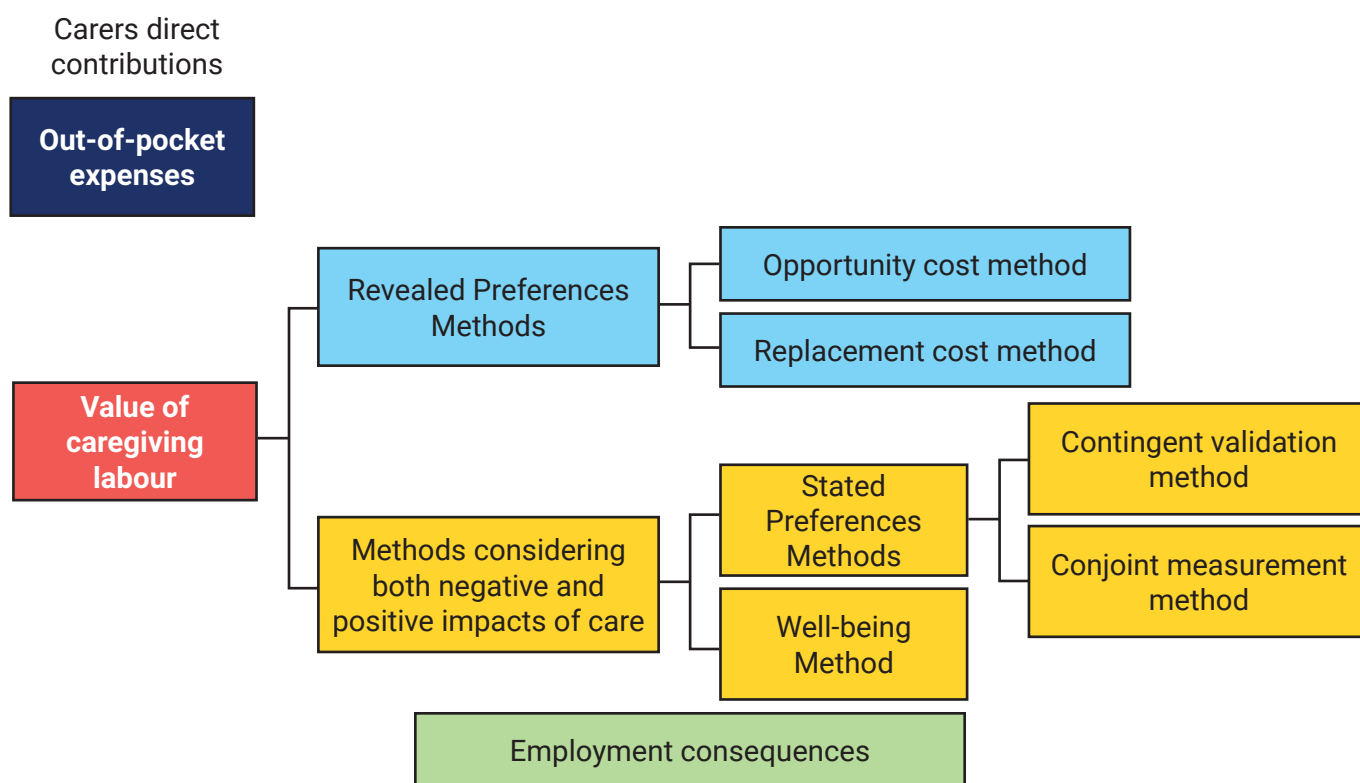 Carers direct
contributions
Out-of-pocket
expenses
Value of
caregiving
labour
Revealed Preferences
Methods
Opportunity cost method
Replacement cost method
Methods considering
both negative and
positive impacts of care
Stated
Preferences
Methods
Well-being
Method
Contingent validation
method
Conjoint measurement
method
Employment consequences